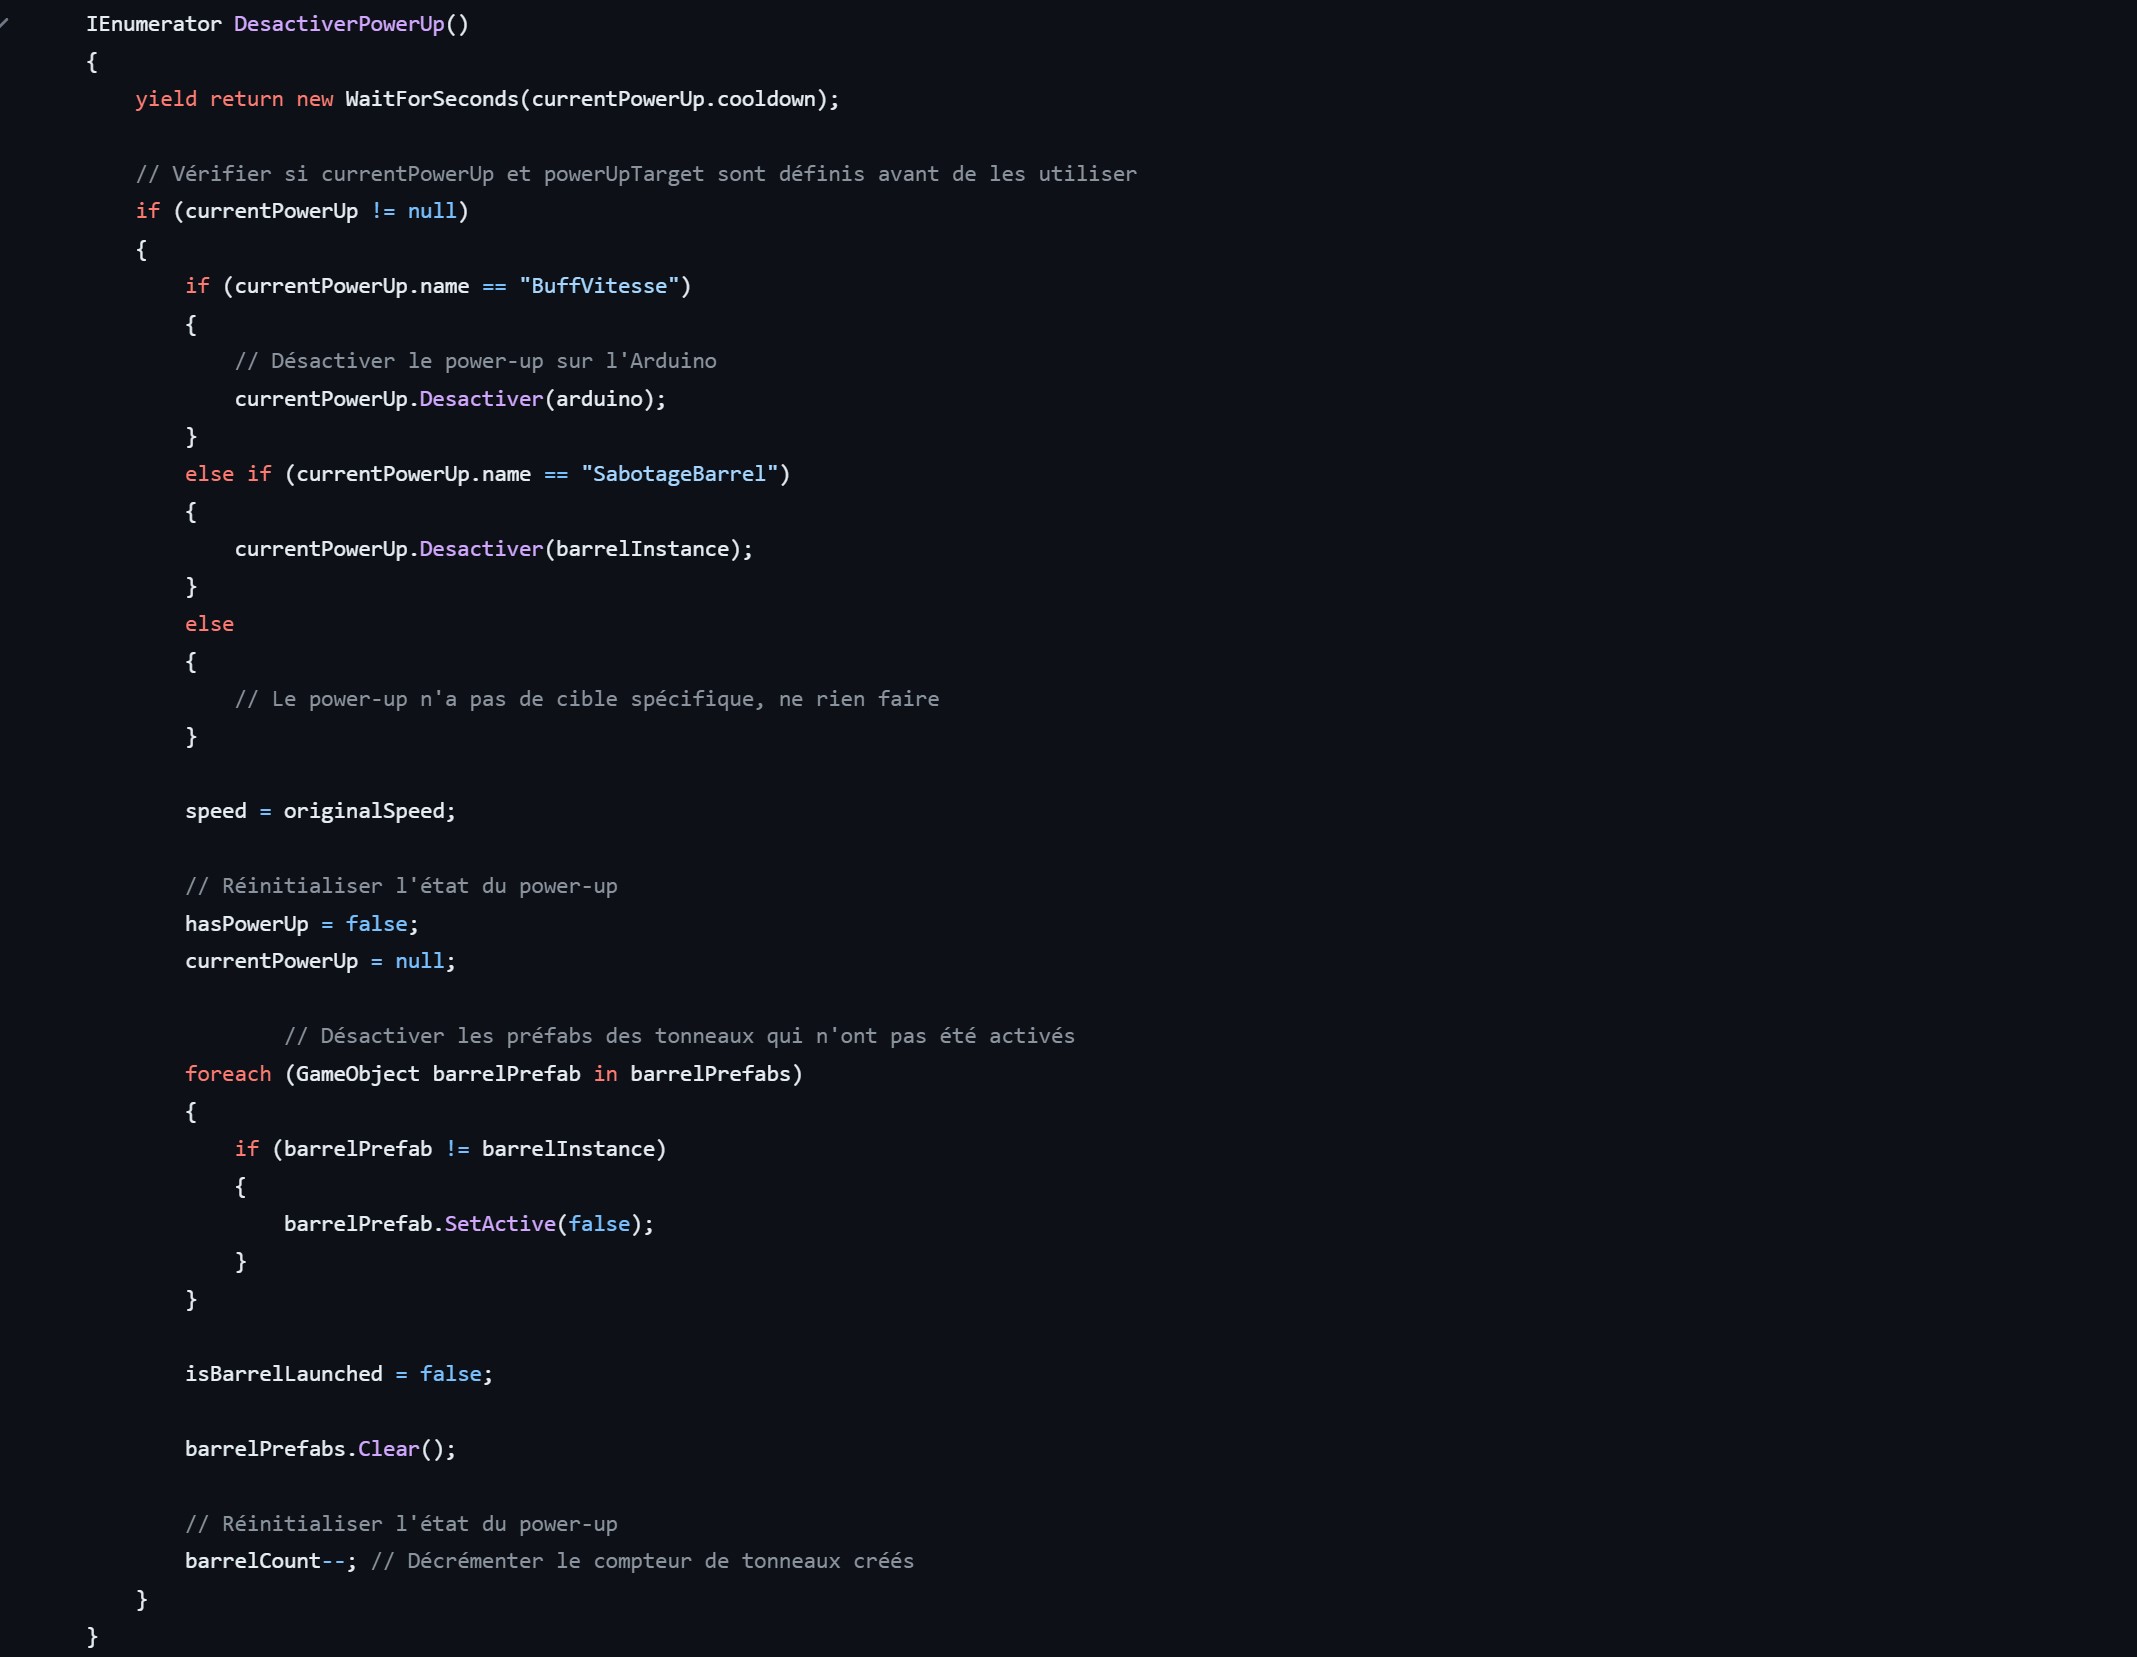 IEnumerator DesactiverPowerUp()
{
    yield return new WaitForSeconds(currentPowerUp.cooldown);

    // Vérifier si currentPowerUp et powerUpTarget sont définis avant de les utiliser
    if (currentPowerUp != null)
    {
        if (currentPowerUp.name == "BuffVitesse")
        {
            // Désactiver le power-up sur l'Arduino
            currentPowerUp.Desactiver(arduino);
        }
        else if (currentPowerUp.name == "SabotageBarrel")
        {
            currentPowerUp.Desactiver(barrelInstance);
        }
        else
        {
            // Le power-up n'a pas de cible spécifique, ne rien faire
        }

        speed = originalSpeed;

        // Réinitialiser l'état du power-up
        hasPowerUp = false;
        currentPowerUp = null;

                // Désactiver les préfabs des tonneaux qui n'ont pas été activés
        foreach (GameObject barrelPrefab in barrelPrefabs)
        {
            if (barrelPrefab != barrelInstance)
            {
                barrelPrefab.SetActive(false);
            }
        }

        isBarrelLaunched = false;

        barrelPrefabs.Clear();

        // Réinitialiser l'état du power-up
        barrelCount--; // Décrémenter le compteur de tonneaux créés
    }
}